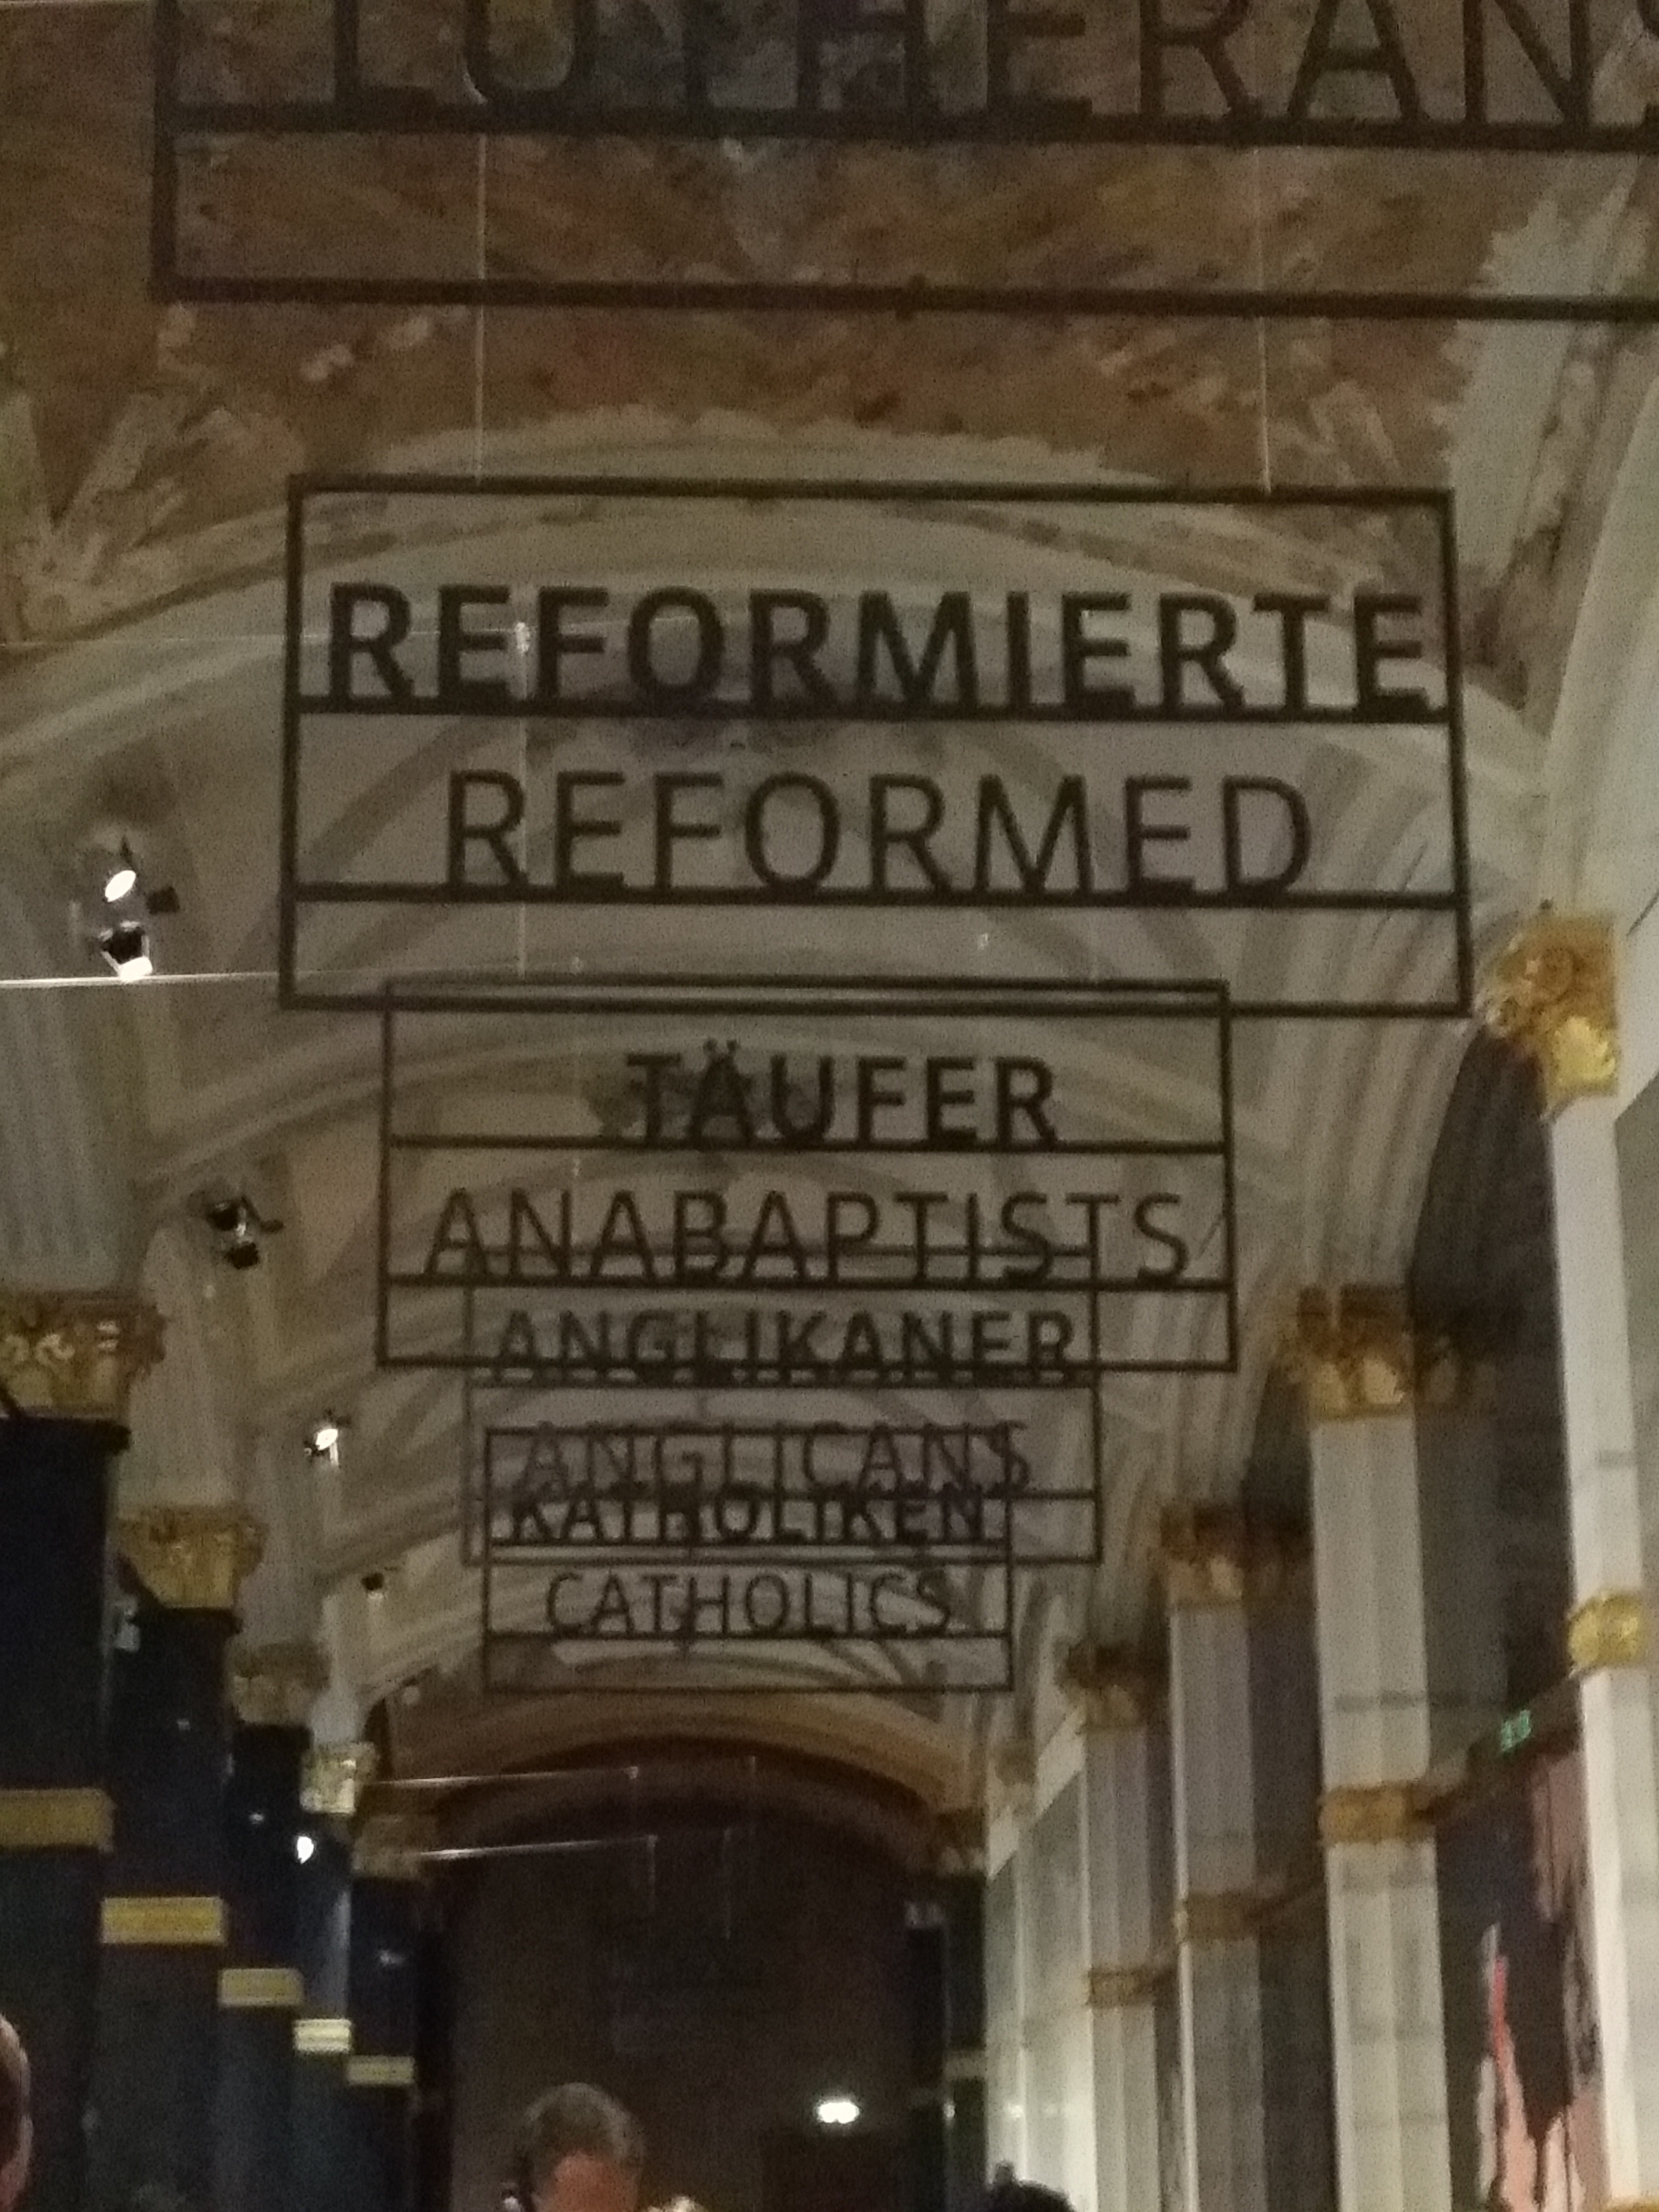 LUTHERANS
REFORMIERTE
REFORMED
TÄUFER
ANABAPTISTS
ANGLIKANER
ANGLICANS
KATHOLIKEN
CATHOLICS